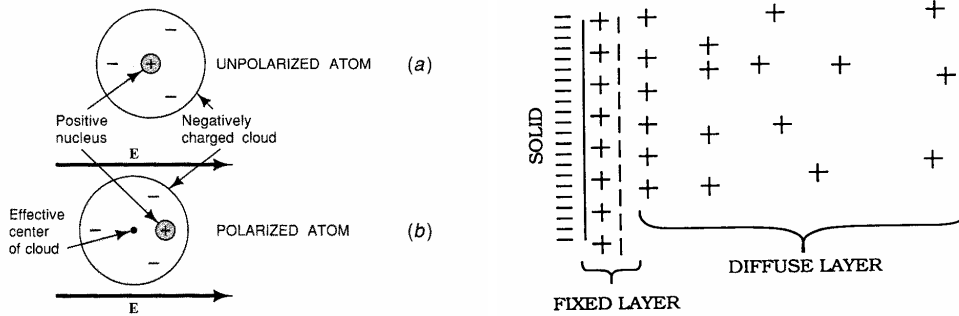 UNPOLARIZED ATOM (a)
Positive
nucleus
Negatively
charged cloud
E
Effective
center
of cloud
POLARIZED ATOM (b)
E
SOLID
FIXED LAYER
DIFFUSE LAYER